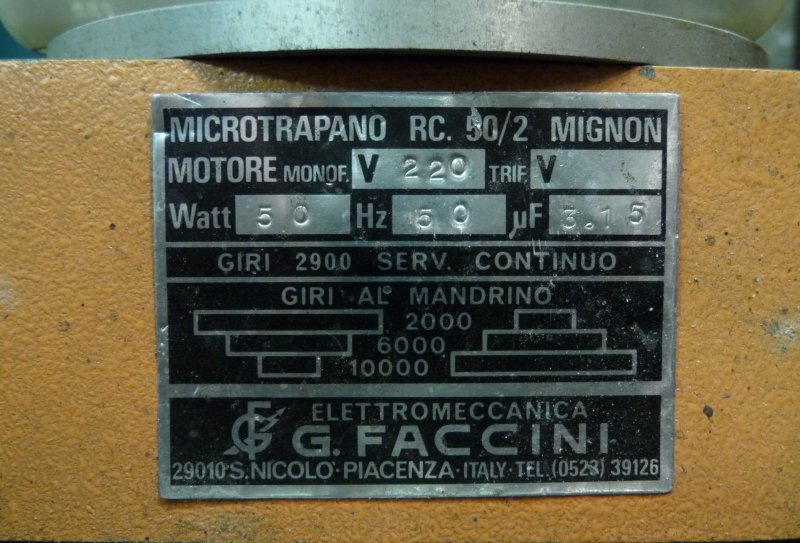 MICROTRAPANO RC. 50/2 MIGNON
MOTORE MONOF. V 220 TRIF. V
Watt 50 Hz 50 µF 3.15
GIRI 2900 SERV. CONTINUO
GIRI AL MANDRINO
2000
6000
10000
ELETTROMECCANICA
G. FACCINI
29010 S. NICOLO' PIACENZA · ITALY · TEL. (0523) 39126